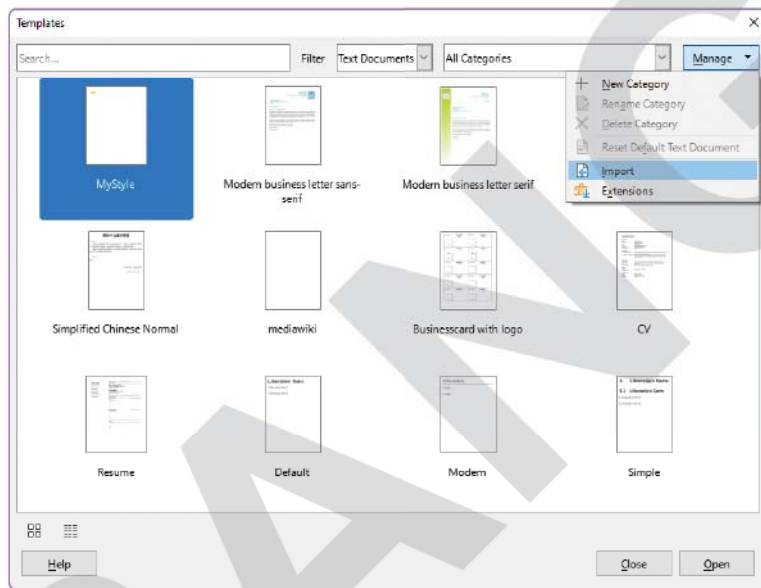 Templates
Search...
Filter
Text Documents
All Categories
Manage
New Category
Rename Category
Delete Category
Reset Default Text Document
Import
Extensions
MyStyle
Modern business letter sans-
serif
Modern business letter serif
Simplified Chinese Normal
mediawiki
Businesscard with logo
CV
Resume
Default
Modern
Simple
Help
Close
Open